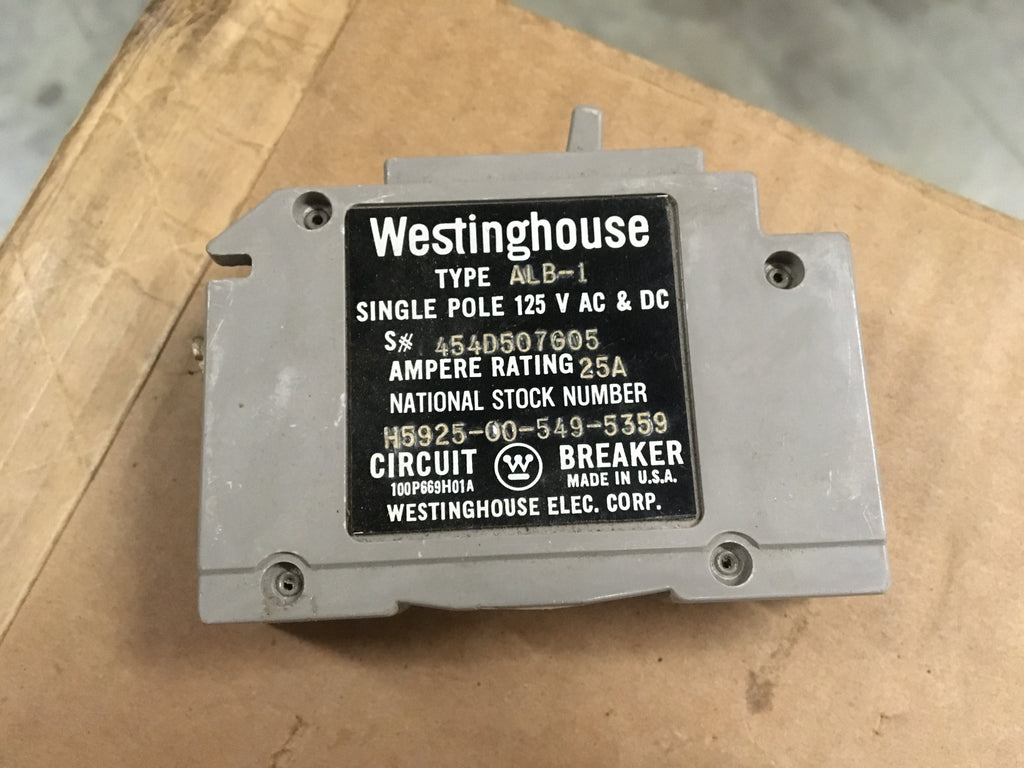 Westinghouse
TYPE ALB-1
SINGLE POLE 125 V AC & DC
S# 454D507G05
AMPERE RATING 25A
NATIONAL STOCK NUMBER
H5925-00-549-5359
CIRCUIT W BREAKER
100P669H01A MADE IN U.S.A.
WESTINGHOUSE ELEC. CORP.